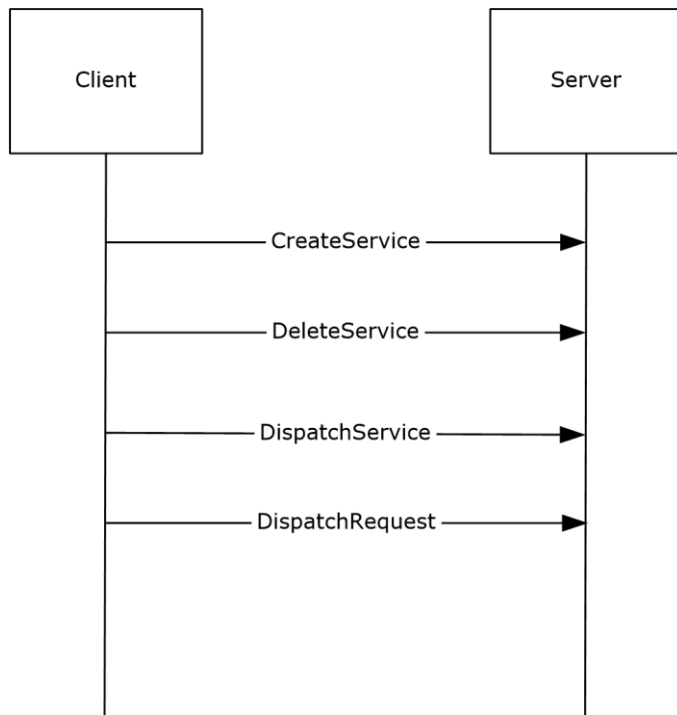 Client
Server
CreateService
DeleteService
DispatchService
DispatchRequest